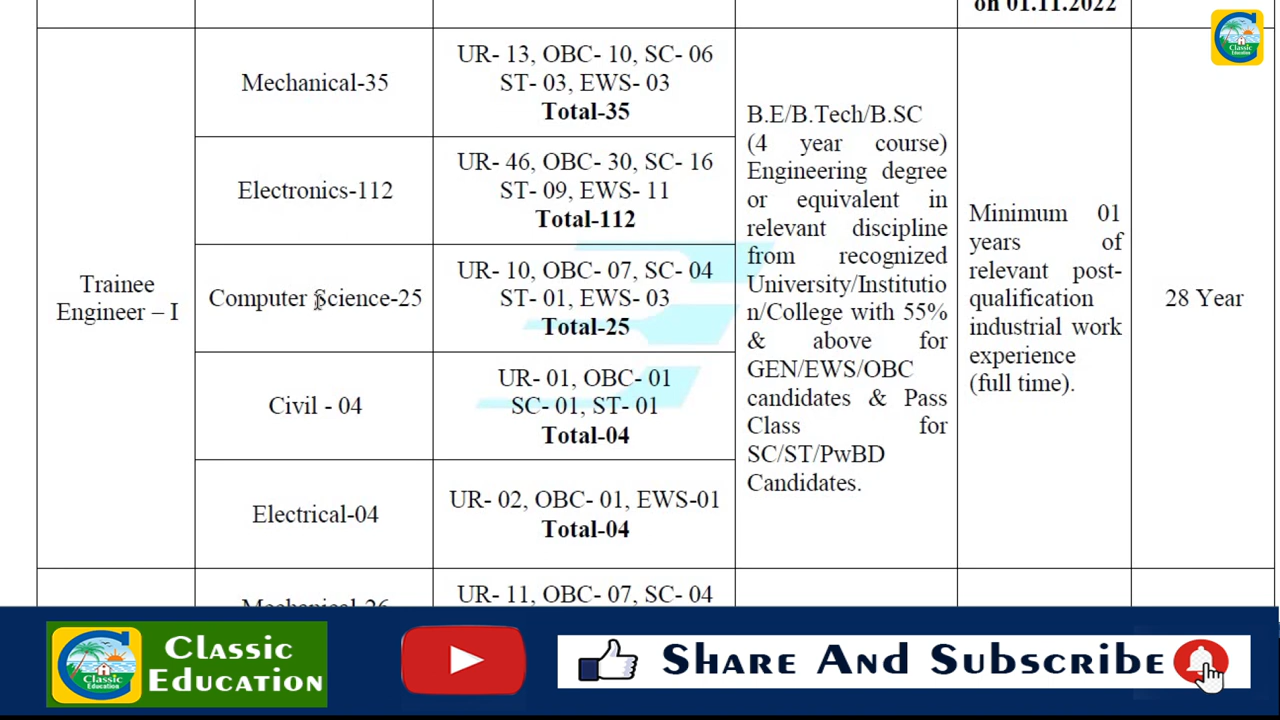 on 01.11.2022
Classic
Education
Trainee
Engineer – I
Mechanical-35
UR- 13, OBC- 10, SC- 06
ST- 03, EWS- 03
Total-35
Electronics-112
UR- 46, OBC- 30, SC- 16
ST- 09, EWS- 11
Total-112
Computer Science-25
UR- 10, OBC- 07, SC- 04
ST- 01, EWS- 03
Total-25
Civil - 04
UR- 01, OBC- 01
SC- 01, ST- 01
Total-04
Electrical-04
UR- 02, OBC- 01, EWS-01
Total-04
B.E/B.Tech/B.SC
(4 year course)
Engineering degree
or equivalent in
relevant discipline
from recognized
University/Institutio
n/College with 55%
& above for
GEN/EWS/OBC
candidates & Pass
Class for
SC/ST/PwBD
Candidates.
Minimum 01
years of
relevant post-
qualification
industrial work
experience
(full time).
28 Year
Mechanical-26
UR- 11, OBC- 07, SC- 04
Classic
Education
Classic
Education
Share And Subscribe